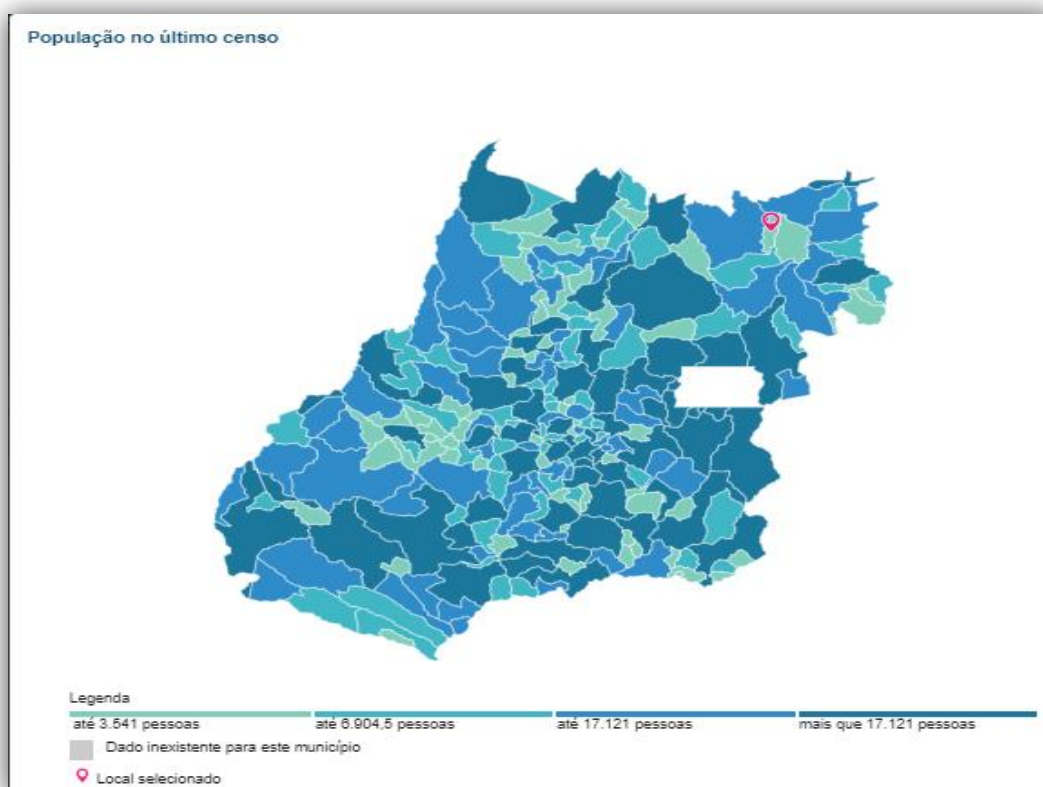 População no último censo
Legenda
até 3.541 pessoas
até 6.904,5 pessoas
até 17.121 pessoas
mais que 17.121 pessoas
Dado inexistente para este município
Local selecionado